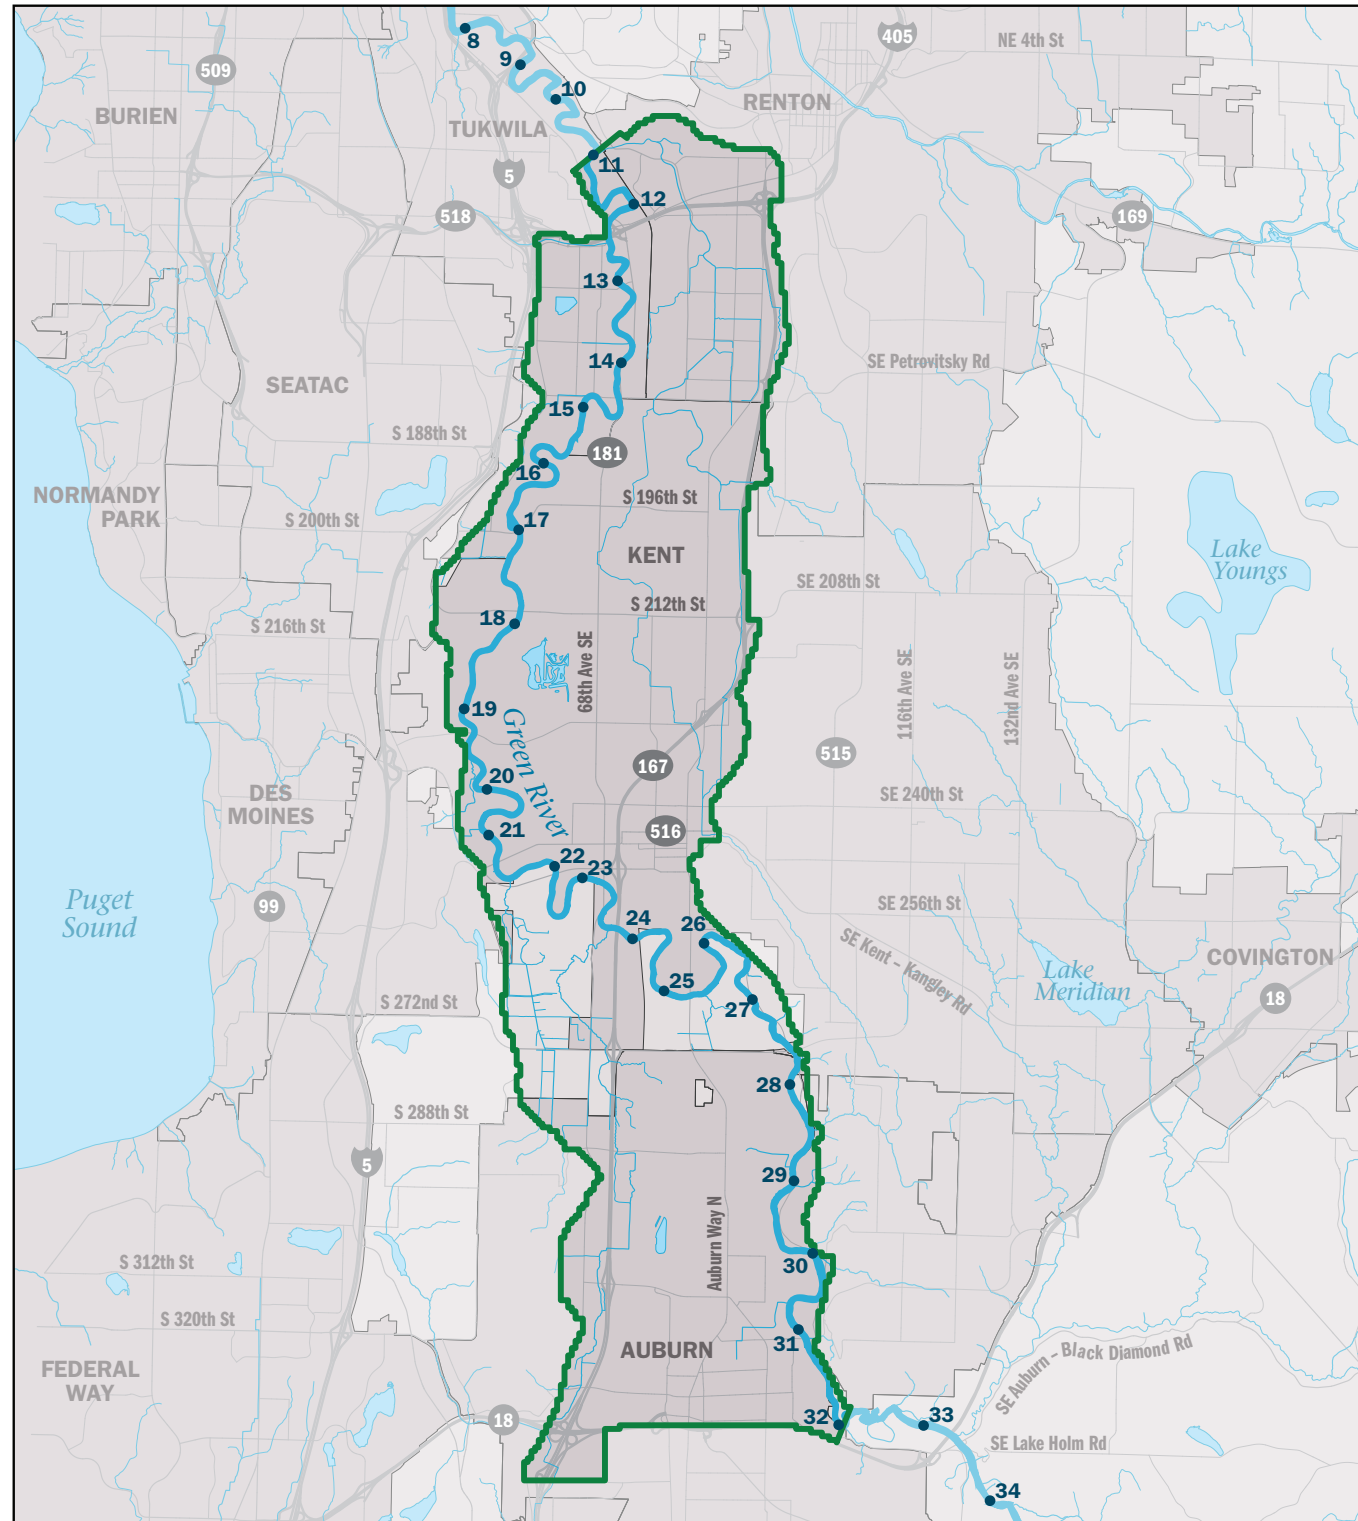 8
9
10
405
NE 4th St
509
BURIEN
RENTON
TUKWILA
11
5
12
518
169
13
14
SE Petrovitsky Rd
SEATAC
15
S 188th St
181
16
NORMANDY
PARK
S 196th St
S 200th St
17
KENT
Lake
Youngs
SE 208th St
S 212th St
18
S 216th St
68th Ave SE
116th Ave SE
132nd Ave SE
19
Green River
515
167
20
DES
MOINES
SE 240th St
21
516
22
23
Puget
Sound
99
SE 256th St
24
26
SE Kent – Kangley Rd
COVINGTON
Lake
Meridian
25
27
18
S 272nd St
28
S 288th St
5
29
Auburn Way N
30
S 312th St
S 320th St
31
AUBURN
SE Auburn – Black Diamond Rd
FEDERAL
WAY
18
32
33
SE Lake Holm Rd
34